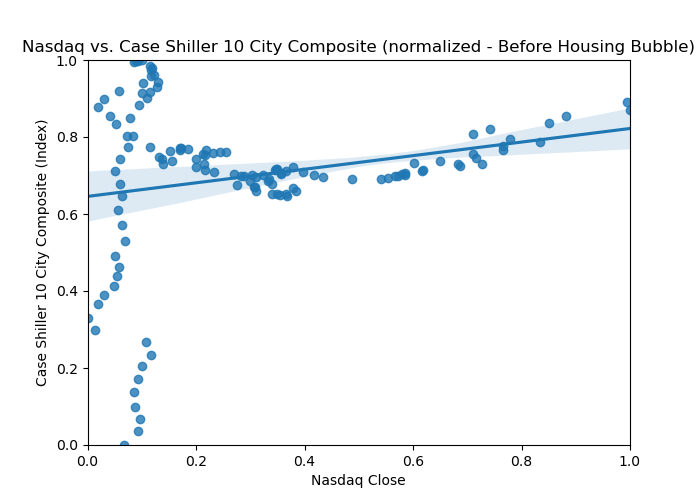 Nasdaq vs. Case Shiller 10 City Composite (normalized - Before Housing Bubble)
1.0
0.8
0.6
0.4
0.2
0.0
Case Shiller 10 City Composite (Index)
0.0 0.2 0.4 0.6 0.8 1.0
Nasdaq Close